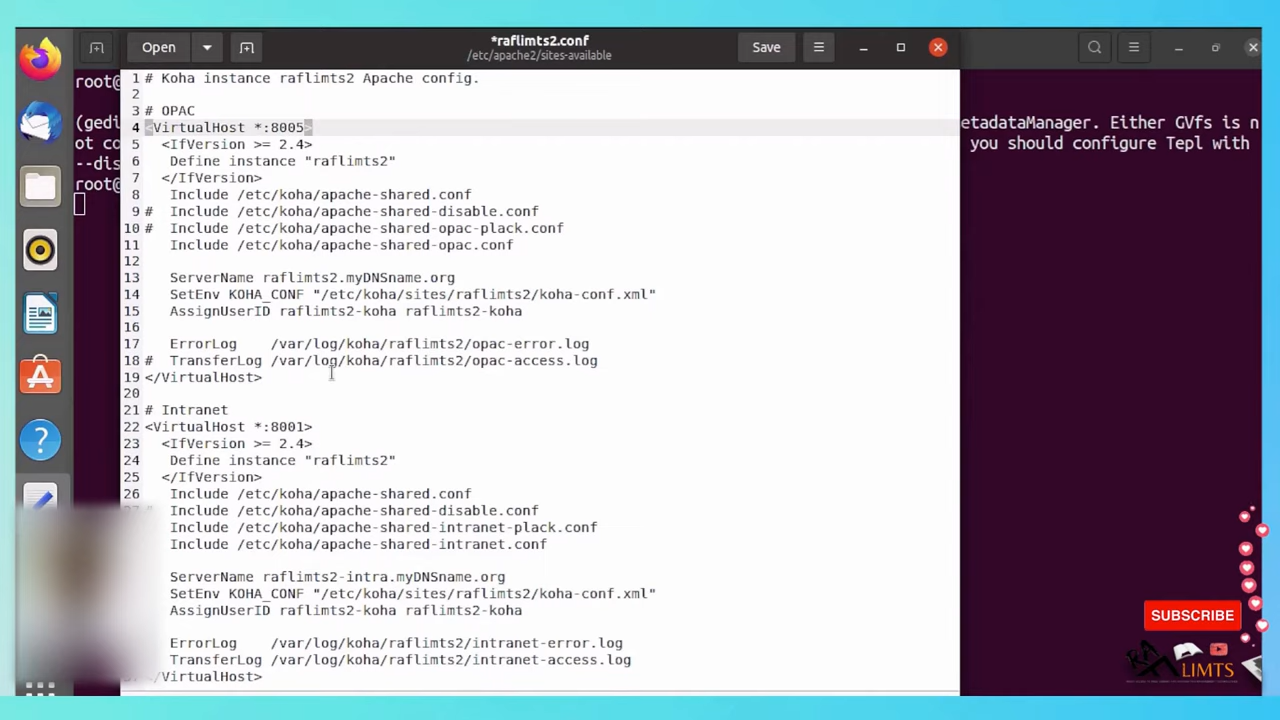 Open
*raflimts2.conf
/etc/apache2/sites-available
Save
root@
(gedi
ot co
--dis
root@
etadataManager. Either GVfs is n
you should configure Tepl with
1 # Koha instance raflimts2 Apache config.
2
3 # OPAC
4 <VirtualHost *:8005>
5   <IfVersion >= 2.4>
6    Define instance "raflimts2"
7   </IfVersion>
8    Include /etc/koha/apache-shared.conf
9 #  Include /etc/koha/apache-shared-disable.conf
10 #  Include /etc/koha/apache-shared-opac-plack.conf
11    Include /etc/koha/apache-shared-opac.conf
12
13    ServerName raflimts2.myDNSname.org
14    SetEnv KOHA_CONF "/etc/koha/sites/raflimts2/koha-conf.xml"
15    AssignUserID raflimts2-koha raflimts2-koha
16
17    ErrorLog    /var/log/koha/raflimts2/opac-error.log
18 #  TransferLog /var/log/koha/raflimts2/opac-access.log
19 </VirtualHost>
20
21 # Intranet
22 <VirtualHost *:8001>
23   <IfVersion >= 2.4>
24    Define instance "raflimts2"
25   </IfVersion>
26    Include /etc/koha/apache-shared.conf
Include /etc/koha/apache-shared-disable.conf
Include /etc/koha/apache-shared-intranet-plack.conf
Include /etc/koha/apache-shared-intranet.conf
ServerName raflimts2-intra.myDNSname.org
SetEnv KOHA_CONF "/etc/koha/sites/raflimts2/koha-conf.xml"
AssignUserID raflimts2-koha raflimts2-koha
ErrorLog    /var/log/koha/raflimts2/intranet-error.log
TransferLog /var/log/koha/raflimts2/intranet-access.log
</VirtualHost>
SUBSCRIBE
LIMTS